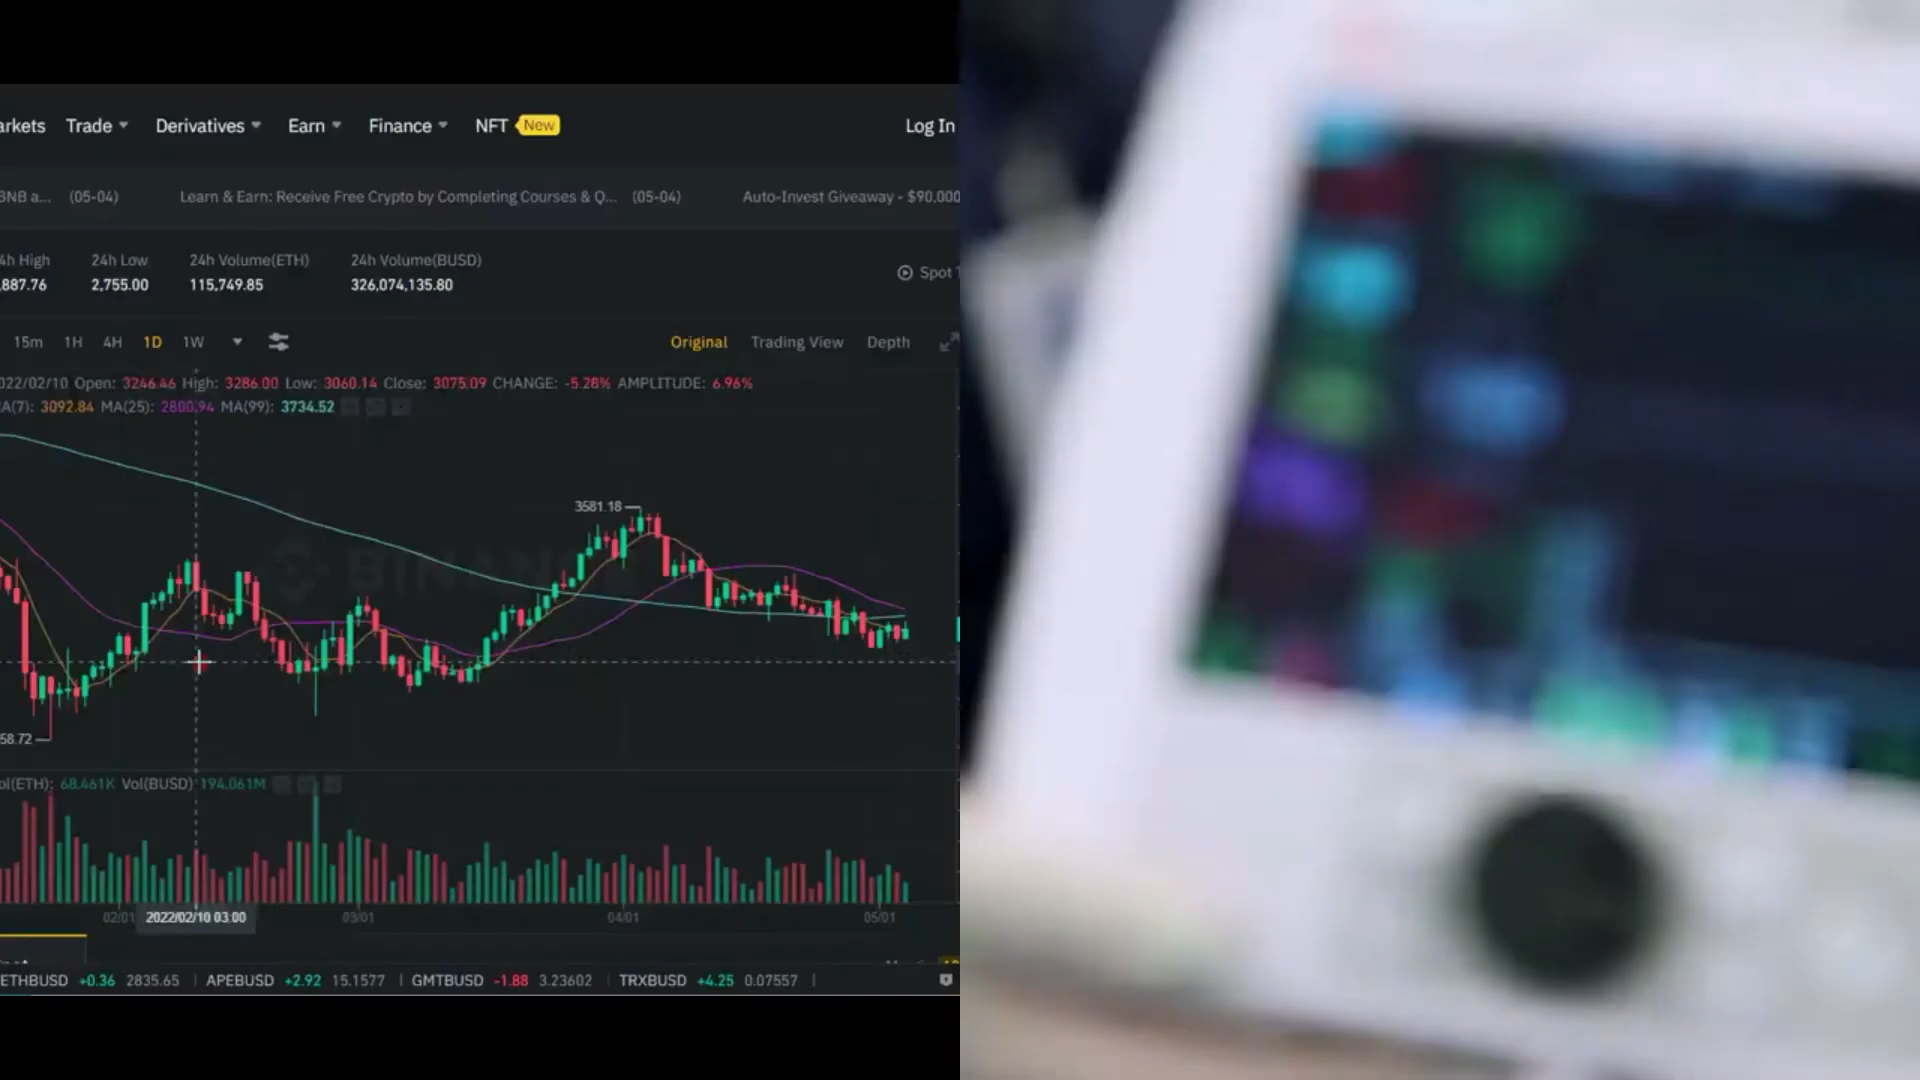 arkets Trade Derivatives Earn Finance NFT New Log In
BNB a... (05-04) Learn & Earn: Receive Free Crypto by Completing Courses & Q... (05-04) Auto-Invest Giveaway - $90,000
4h High 24h Low 24h Volume(ETH) 24h Volume(BUSD)
,887.76 2,755.00 115,749.85 326,074,135.80
Spot T
15m 1H 4H 1D 1W Original Trading View Depth
022/02/10 Open: 3246.46 High: 3286.00 Low: 3060.14 Close: 3075.09 CHANGE: -5.28% AMPLITUDE: 6.96%
A(7): 3092.84 MA(25): 2800.94 MA(99): 3734.52
3581.18
BINANCE
58.72
ol(ETH): 68.461K Vol(BUSD) 194.061M
02/01 2022/02/10 03:00 03/01 04/01 05/01
ETHBUSD +0.36 2835.65 | APEBUSD +2.92 15.1577 | GMTBUSD -1.88 3.23602 | TRXBUSD +4.25 0.07557 |